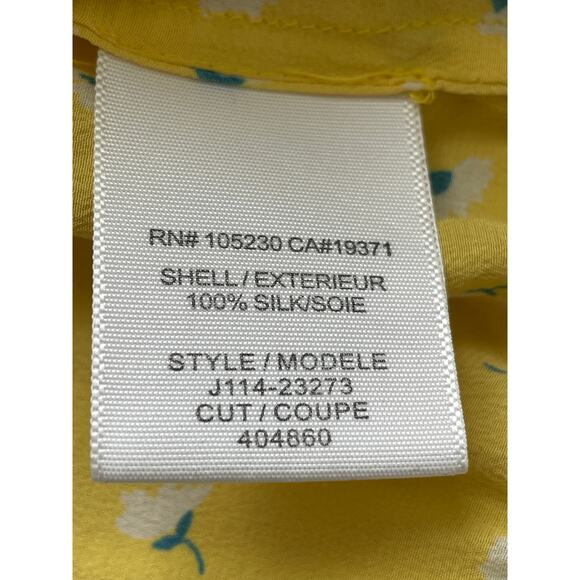 RN# 105230 CA#19371
SHELL / EXTERIEUR
100% SILK/SOIE
STYLE / MODELE
J114-23273
CUT / COUPE
404860